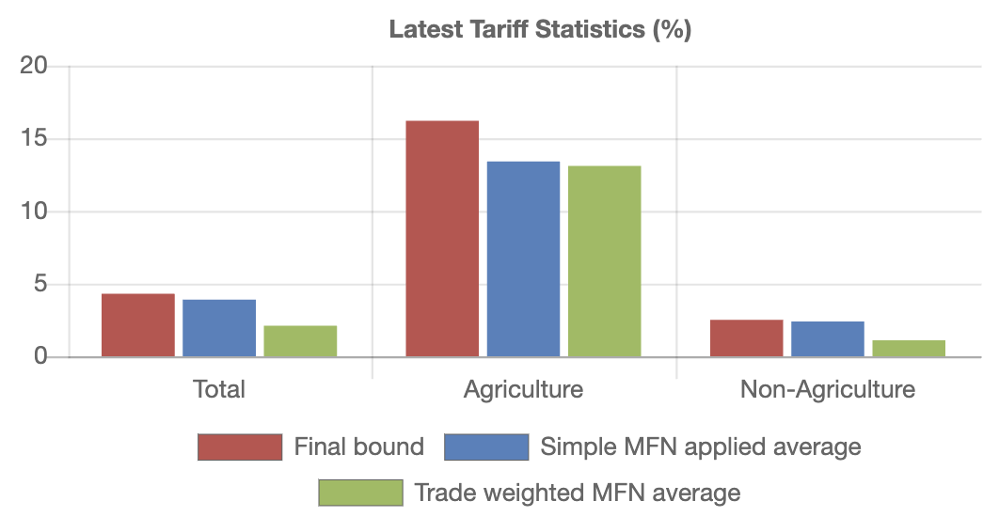 Latest Tariff Statistics (%)
20
15
10
5
0
Total Agriculture Non-Agriculture
Final bound Simple MFN applied average
Trade weighted MFN average